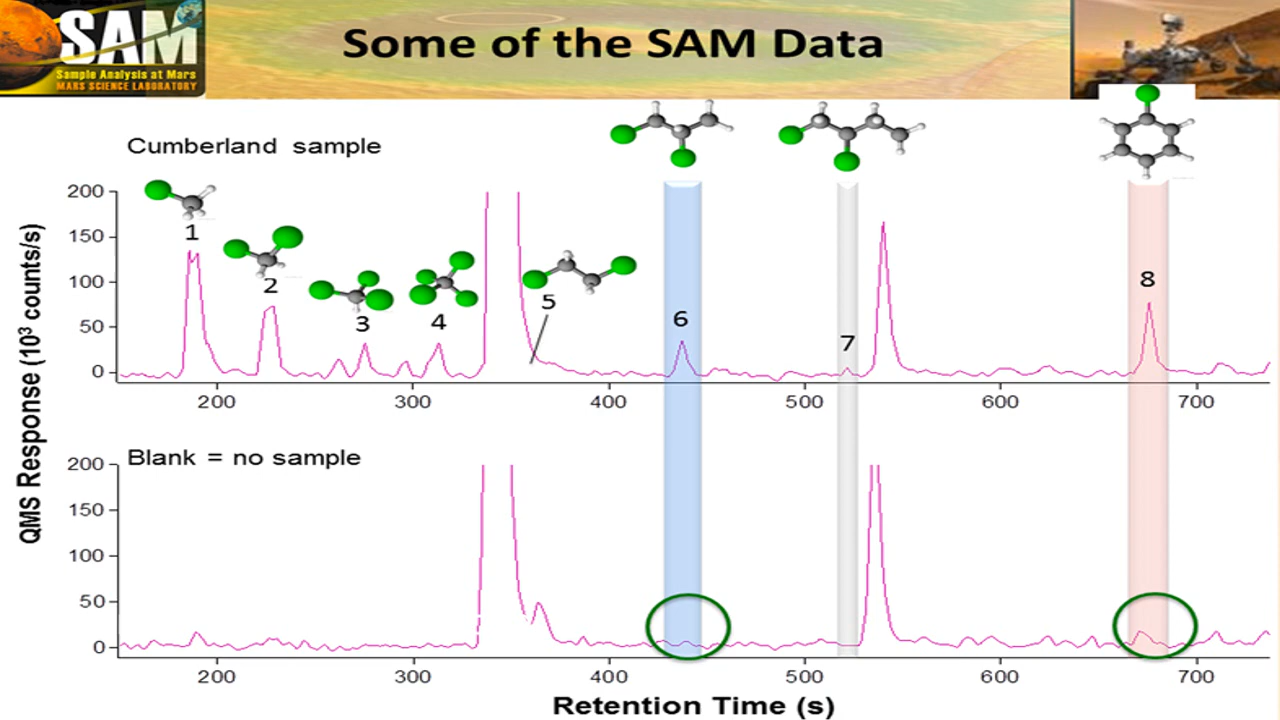 SAM
Sample Analysis at Mars
MARS SCIENCE LABORATORY
Some of the SAM Data
Cumberland sample
QMS Response (10³ counts/s)
200
150
100
50
0
1
2
3
4
5
6
7
8
200 300 400 500 600 700
Blank = no sample
200
150
100
50
0
200 300 400 500 600 700
Retention Time (s)